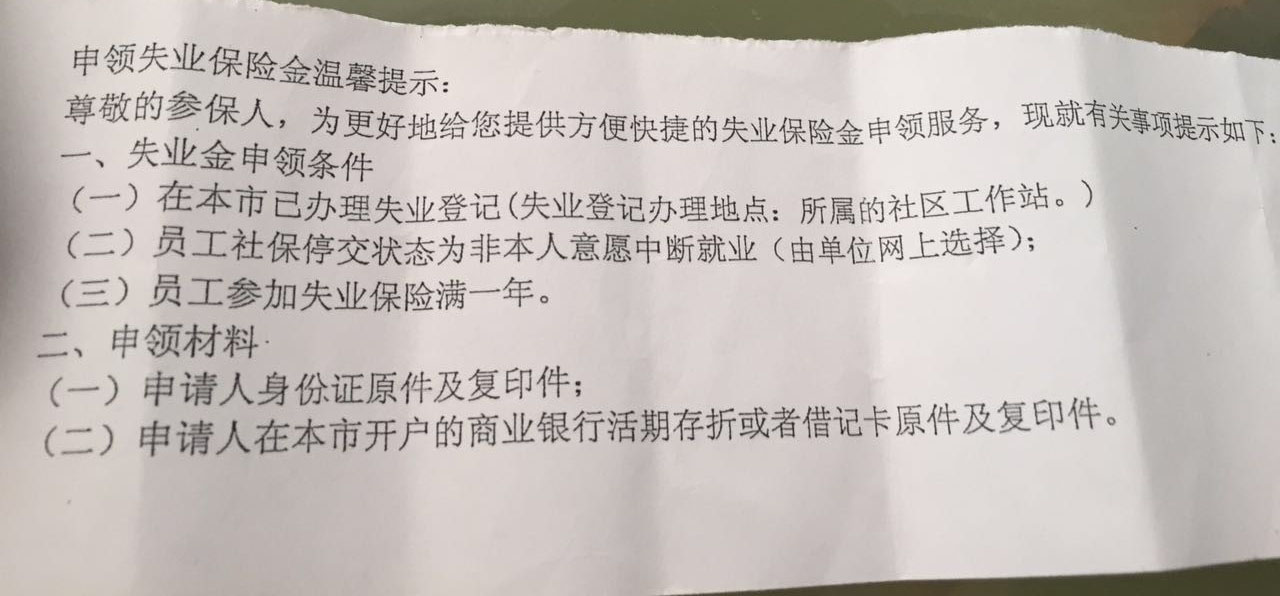 申领失业保险金温馨提示：
尊敬的参保人，为更好地给您提供方便快捷的失业保险金申领服务，现就有关事项提示如下：
一、失业金申领条件
（一）在本市已办理失业登记(失业登记办理地点：所属的社区工作站。）
（二）员工社保停交状态为非本人意愿中断就业（由单位网上选择）；
（三）员工参加失业保险满一年。
二、申领材料
（一）申请人身份证原件及复印件；
（二）申请人在本市开户的商业银行活期存折或者借记卡原件及复印件。